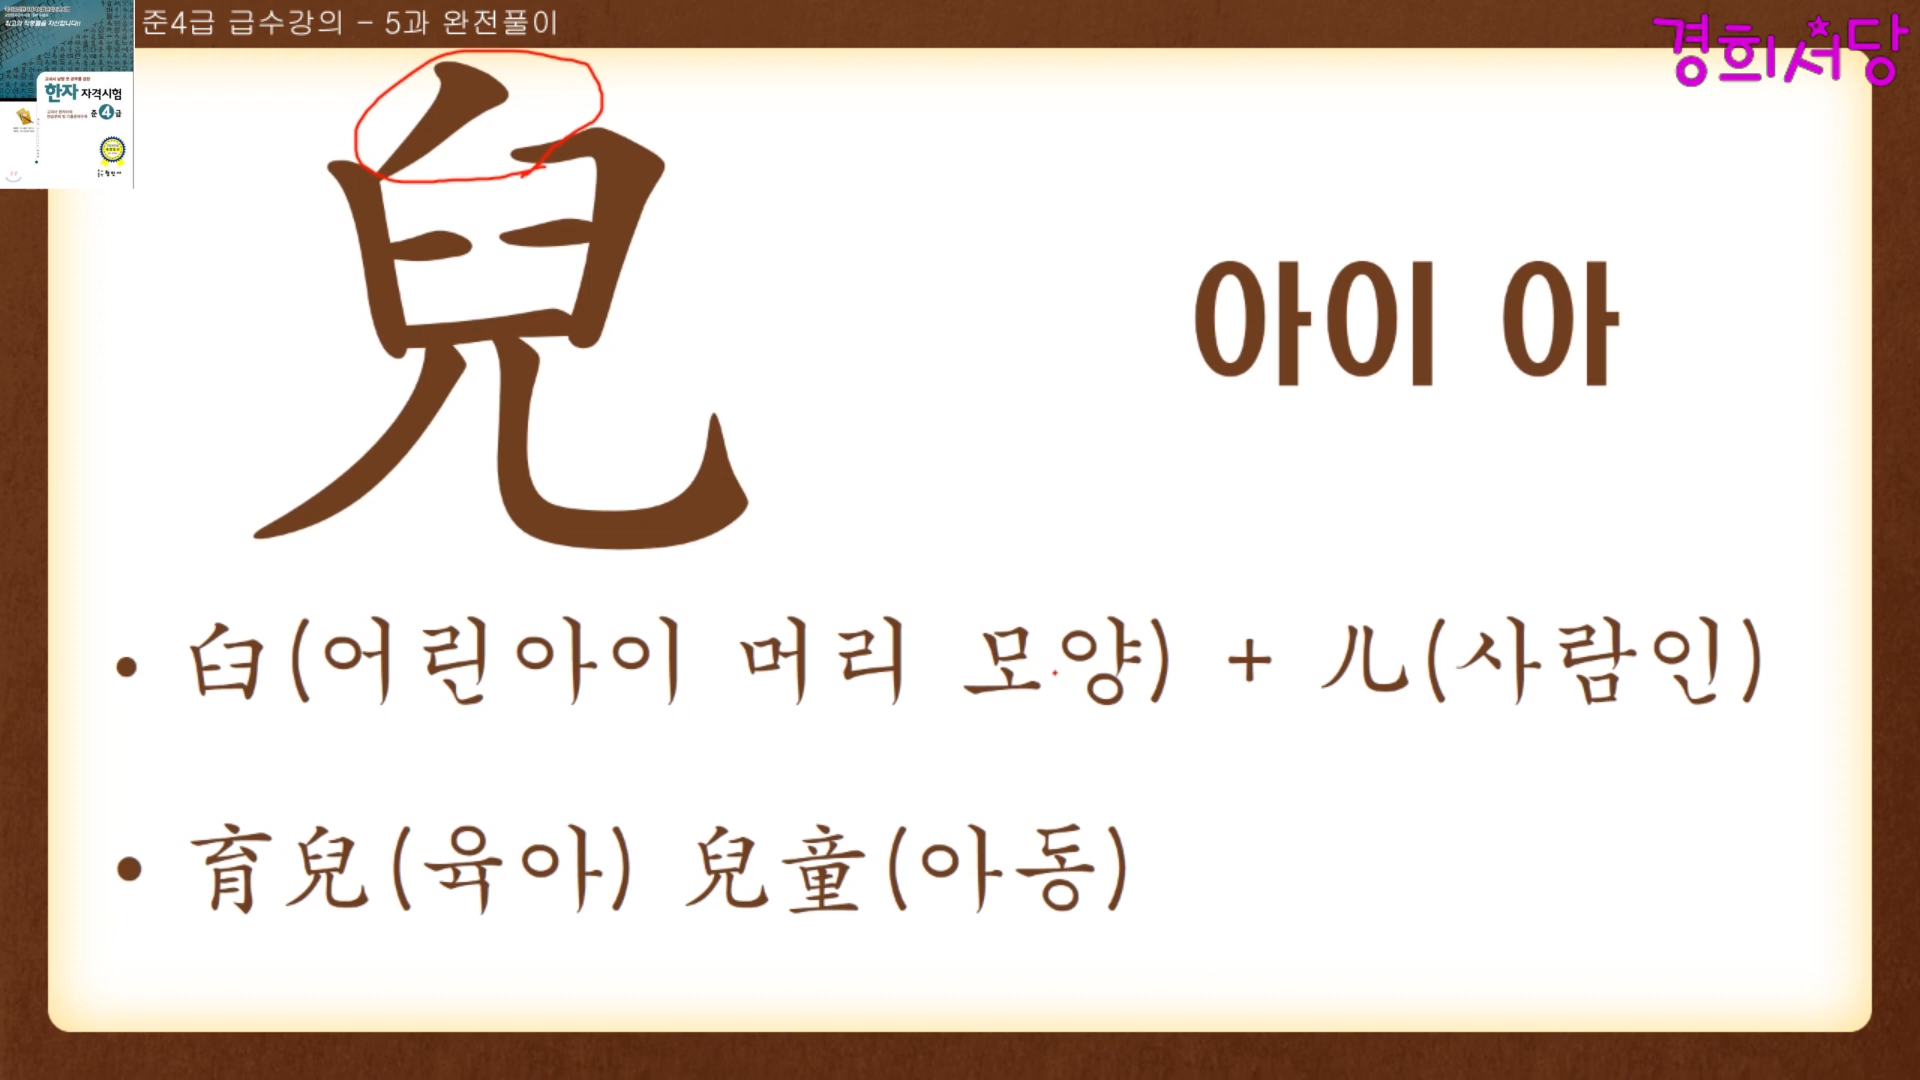 준4급 급수강의 - 5과 완전풀이
경희서당
한자 자격시험
준 4 급
兒
아이 아
• 臼(어린아이 머리 모양) + 儿(사람인)
• 育兒(육아) 兒童(아동)